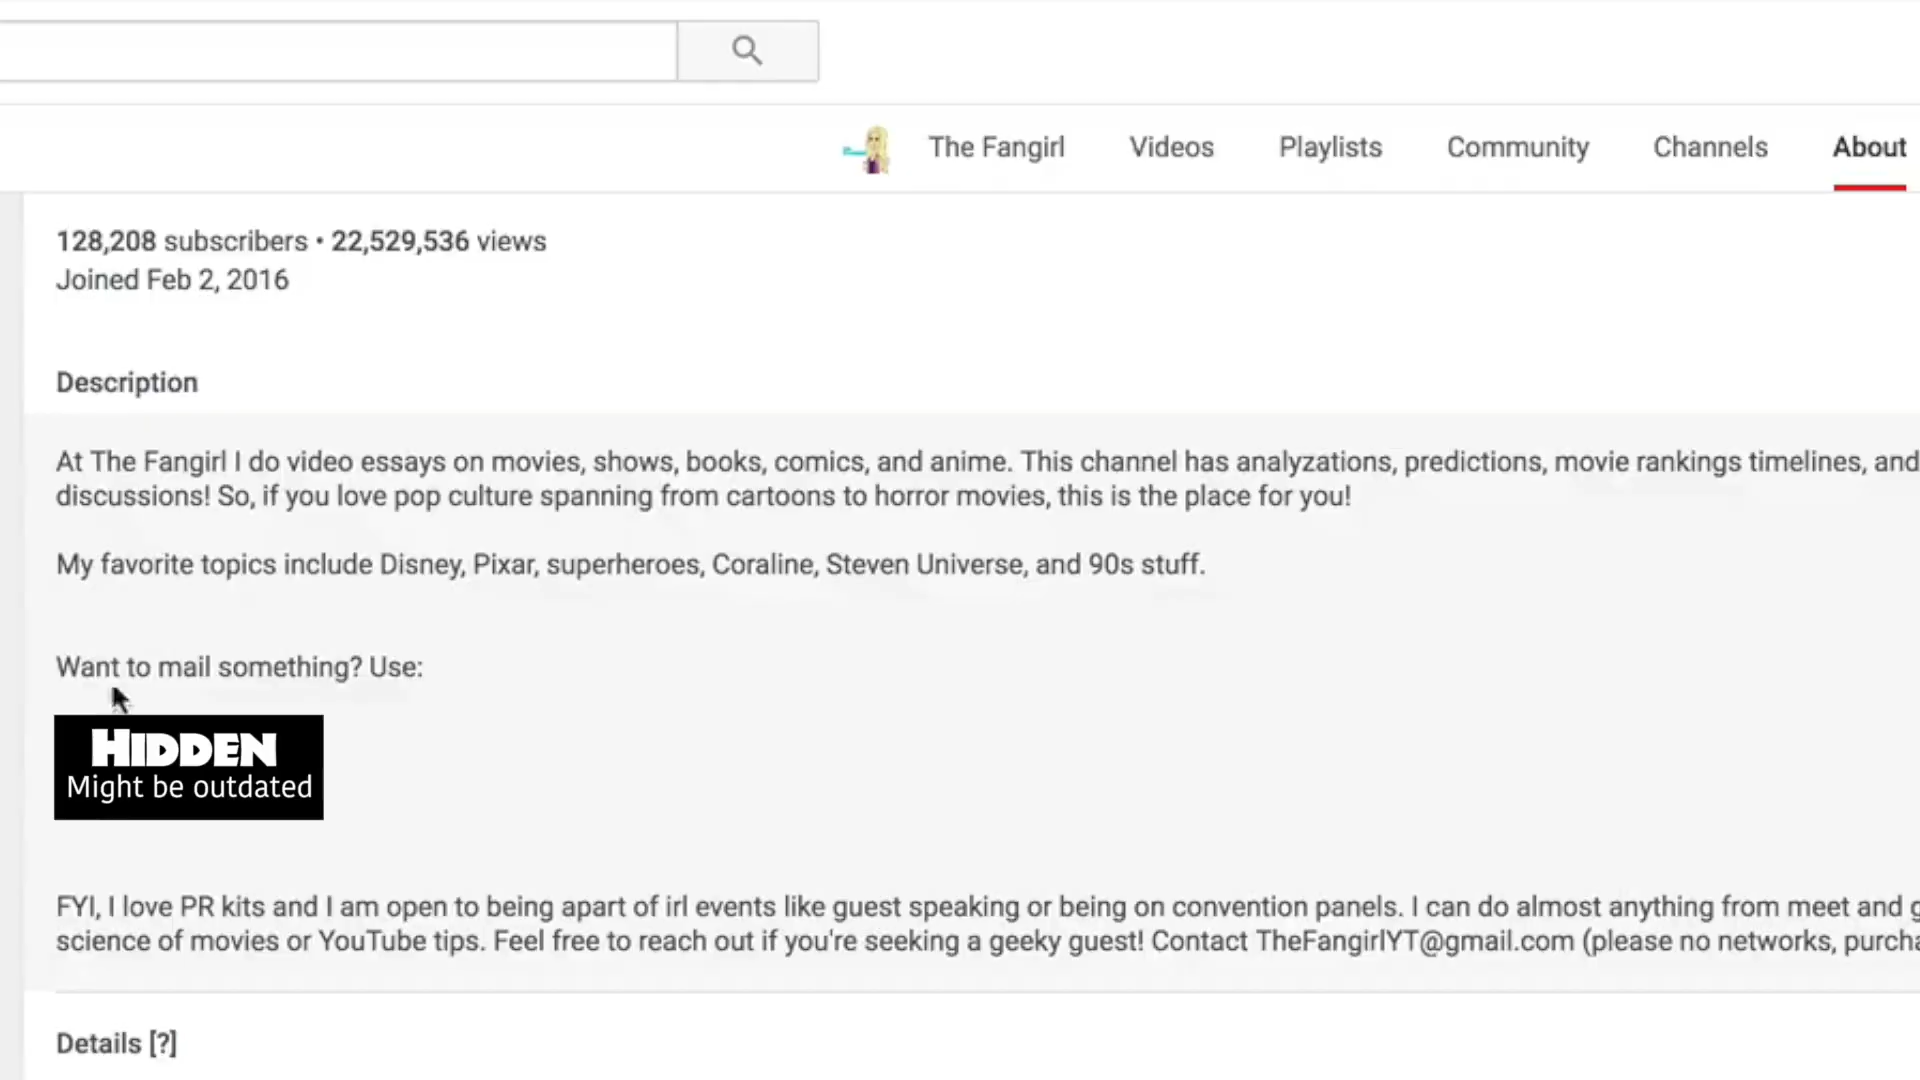 The Fangirl Videos Playlists Community Channels About
128,208 subscribers • 22,529,536 views
Joined Feb 2, 2016
Description
At The Fangirl I do video essays on movies, shows, books, comics, and anime. This channel has analyzations, predictions, movie rankings timelines, and
discussions! So, if you love pop culture spanning from cartoons to horror movies, this is the place for you!
My favorite topics include Disney, Pixar, superheroes, Coraline, Steven Universe, and 90s stuff.
Want to mail something? Use:
HIDDEN
Might be outdated
FYI, I love PR kits and I am open to being apart of irl events like guest speaking or being on convention panels. I can do almost anything from meet and
science of movies or YouTube tips. Feel free to reach out if you're seeking a geeky guest! Contact TheFangirlYT@gmail.com (please no networks,
Details [?]